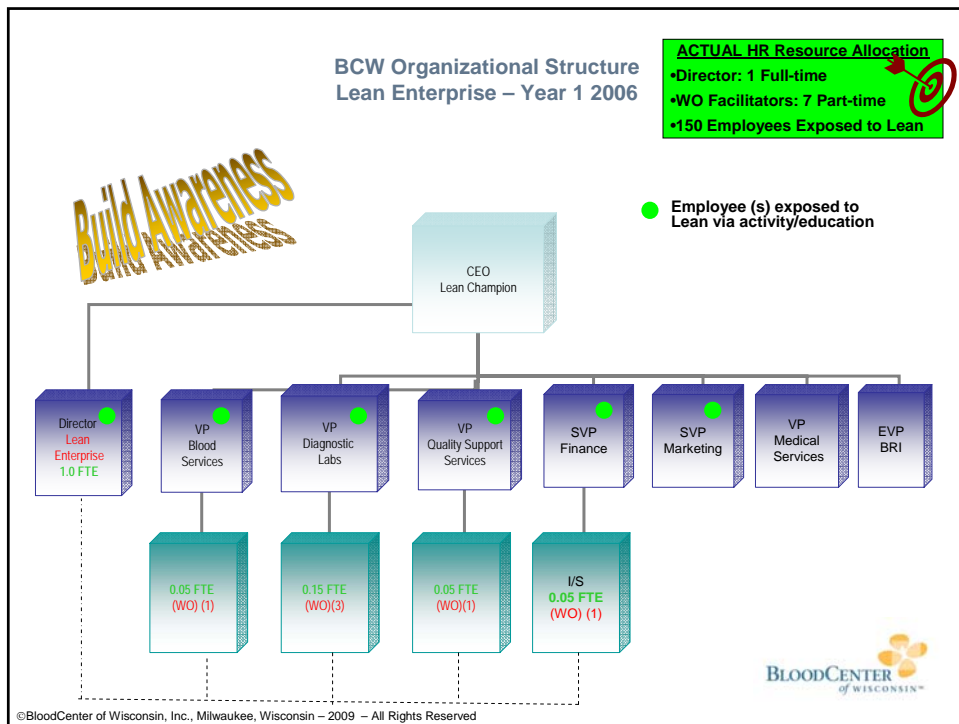 BCW Organizational Structure
Lean Enterprise – Year 1 2006
ACTUAL HR Resource Allocation
•Director: 1 Full-time
•WO Facilitators: 7 Part-time
•150 Employees Exposed to Lean
Build Awareness
Employee (s) exposed to
Lean via activity/education
CEO
Lean Champion
Director
Lean
Enterprise
1.0 FTE
VP
Blood
Services
VP
Diagnostic
Labs
VP
Quality Support
Services
SVP
Finance
SVP
Marketing
VP
Medical
Services
EVP
BRI
0.05 FTE
(WO) (1)
0.15 FTE
(WO)(3)
0.05 FTE
(WO)(1)
I/S
0.05 FTE
(WO) (1)
BLOODCENTER
of WISCONSIN™
©BloodCenter of Wisconsin, Inc., Milwaukee, Wisconsin – 2009 – All Rights Reserved